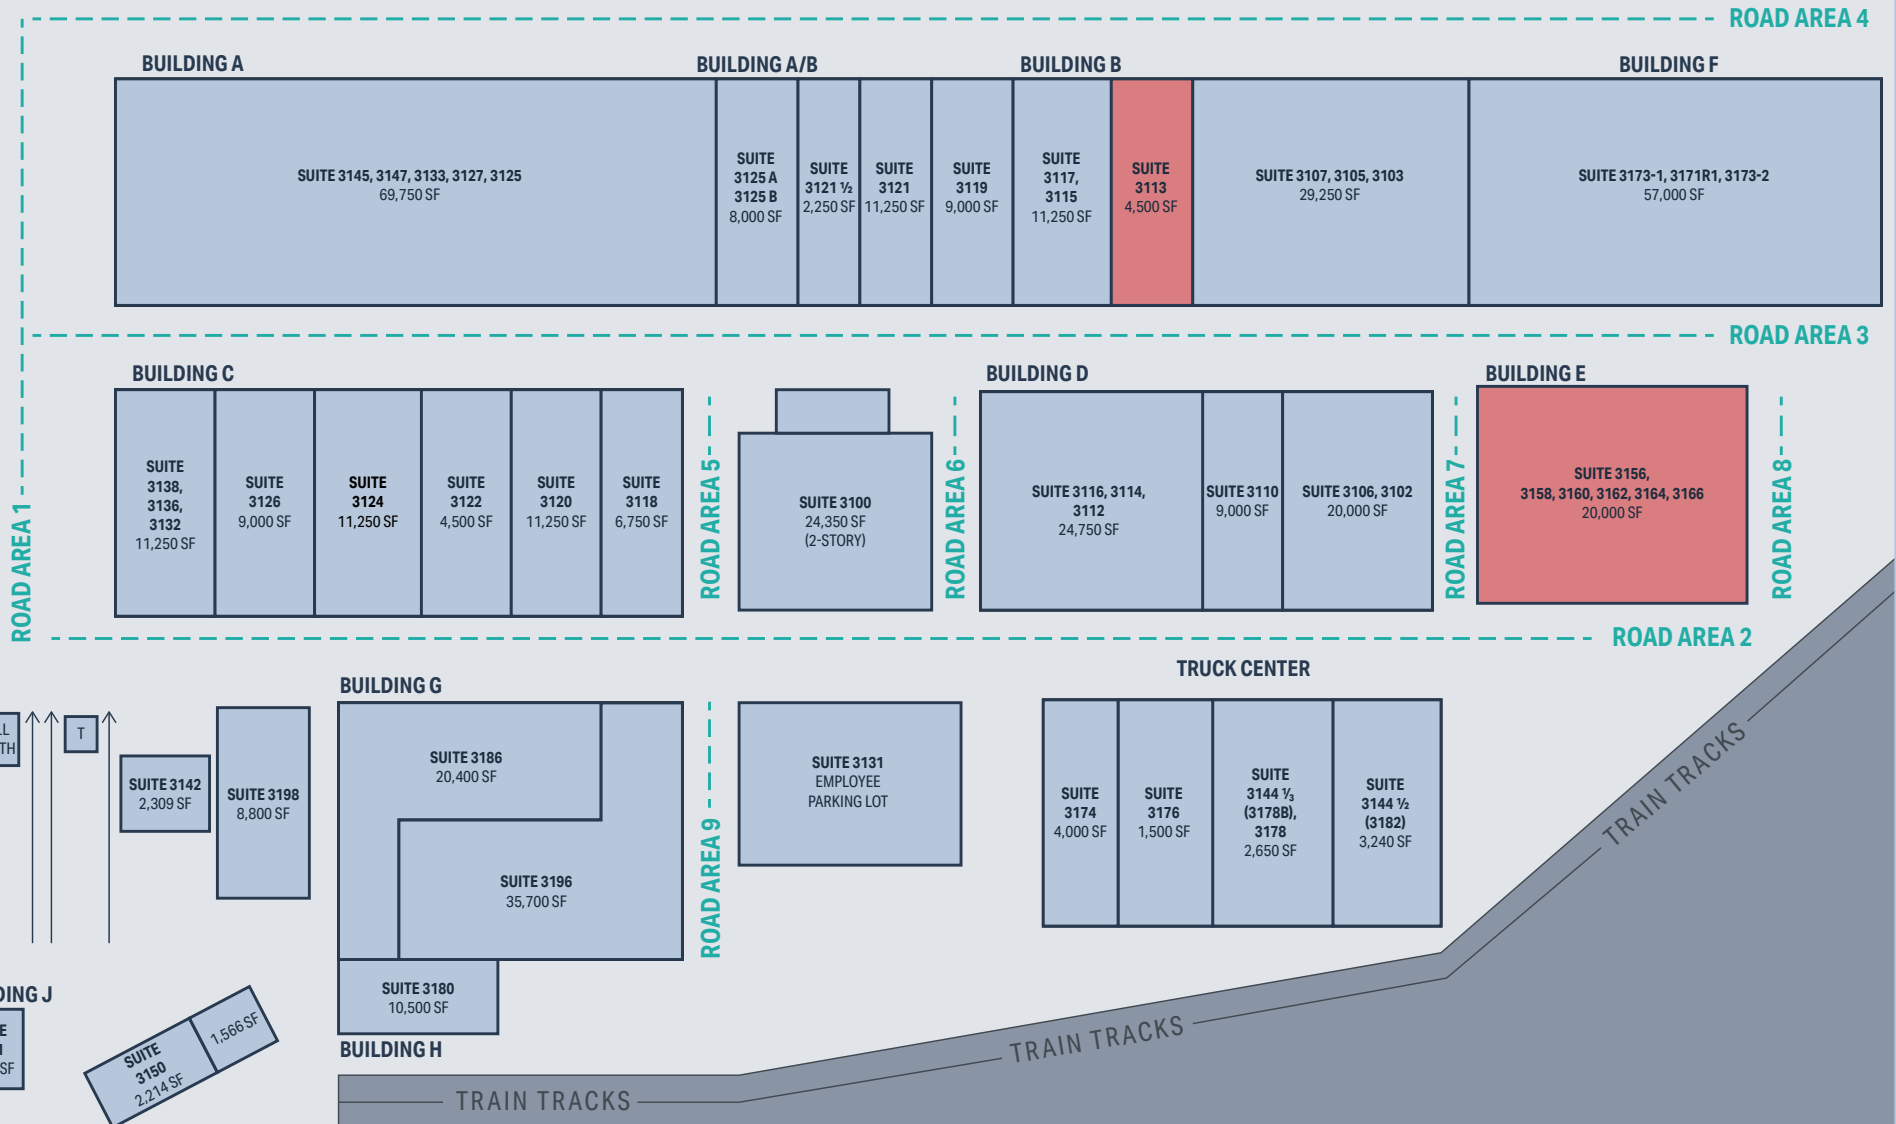 ROAD AREA 4
BUILDING A
BUILDING A/B
BUILDING B
BUILDING F
SUITE 3145, 3147, 3133, 3127, 3125
69,750 SF
SUITE
3125 A
3125 B
8,000 SF
SUITE
3121 ½
2,250 SF
SUITE
3121
11,250 SF
SUITE
3119
9,000 SF
SUITE
3117,
3115
11,250 SF
SUITE
3113
4,500 SF
SUITE 3107, 3105, 3103
29,250 SF
SUITE 3173-1, 3171R1, 3173-2
57,000 SF
ROAD AREA 3
ROAD AREA 1
BUILDING C
SUITE
3138,
3136,
3132
11,250 SF
SUITE
3126
9,000 SF
SUITE
3124
11,250 SF
SUITE
3122
4,500 SF
SUITE
3120
11,250 SF
SUITE
3118
6,750 SF
ROAD AREA 5
SUITE 3100
24,350 SF
(2-STORY)
ROAD AREA 6
BUILDING D
SUITE 3116, 3114,
3112
24,750 SF
SUITE 3110
9,000 SF
SUITE 3106, 3102
20,000 SF
ROAD AREA 7
BUILDING E
SUITE 3156,
3158, 3160, 3162, 3164, 3166
20,000 SF
ROAD AREA 8
ROAD AREA 2
LL
TH
T
SUITE 3142
2,309 SF
SUITE 3198
8,800 SF
BUILDING G
SUITE 3186
20,400 SF
SUITE 3196
35,700 SF
SUITE 3180
10,500 SF
BUILDING H
ROAD AREA 9
SUITE 3131
EMPLOYEE
PARKING LOT
TRUCK CENTER
SUITE
3174
4,000 SF
SUITE
3176
1,500 SF
SUITE
3144 ⅓
(3178B),
3178
2,650 SF
SUITE
3144 ½
(3182)
3,240 SF
DING J
E
SF
SUITE
3150
2,214 SF
1,566 SF
TRAIN TRACKS
TRAIN TRACKS
TRAIN TRACKS